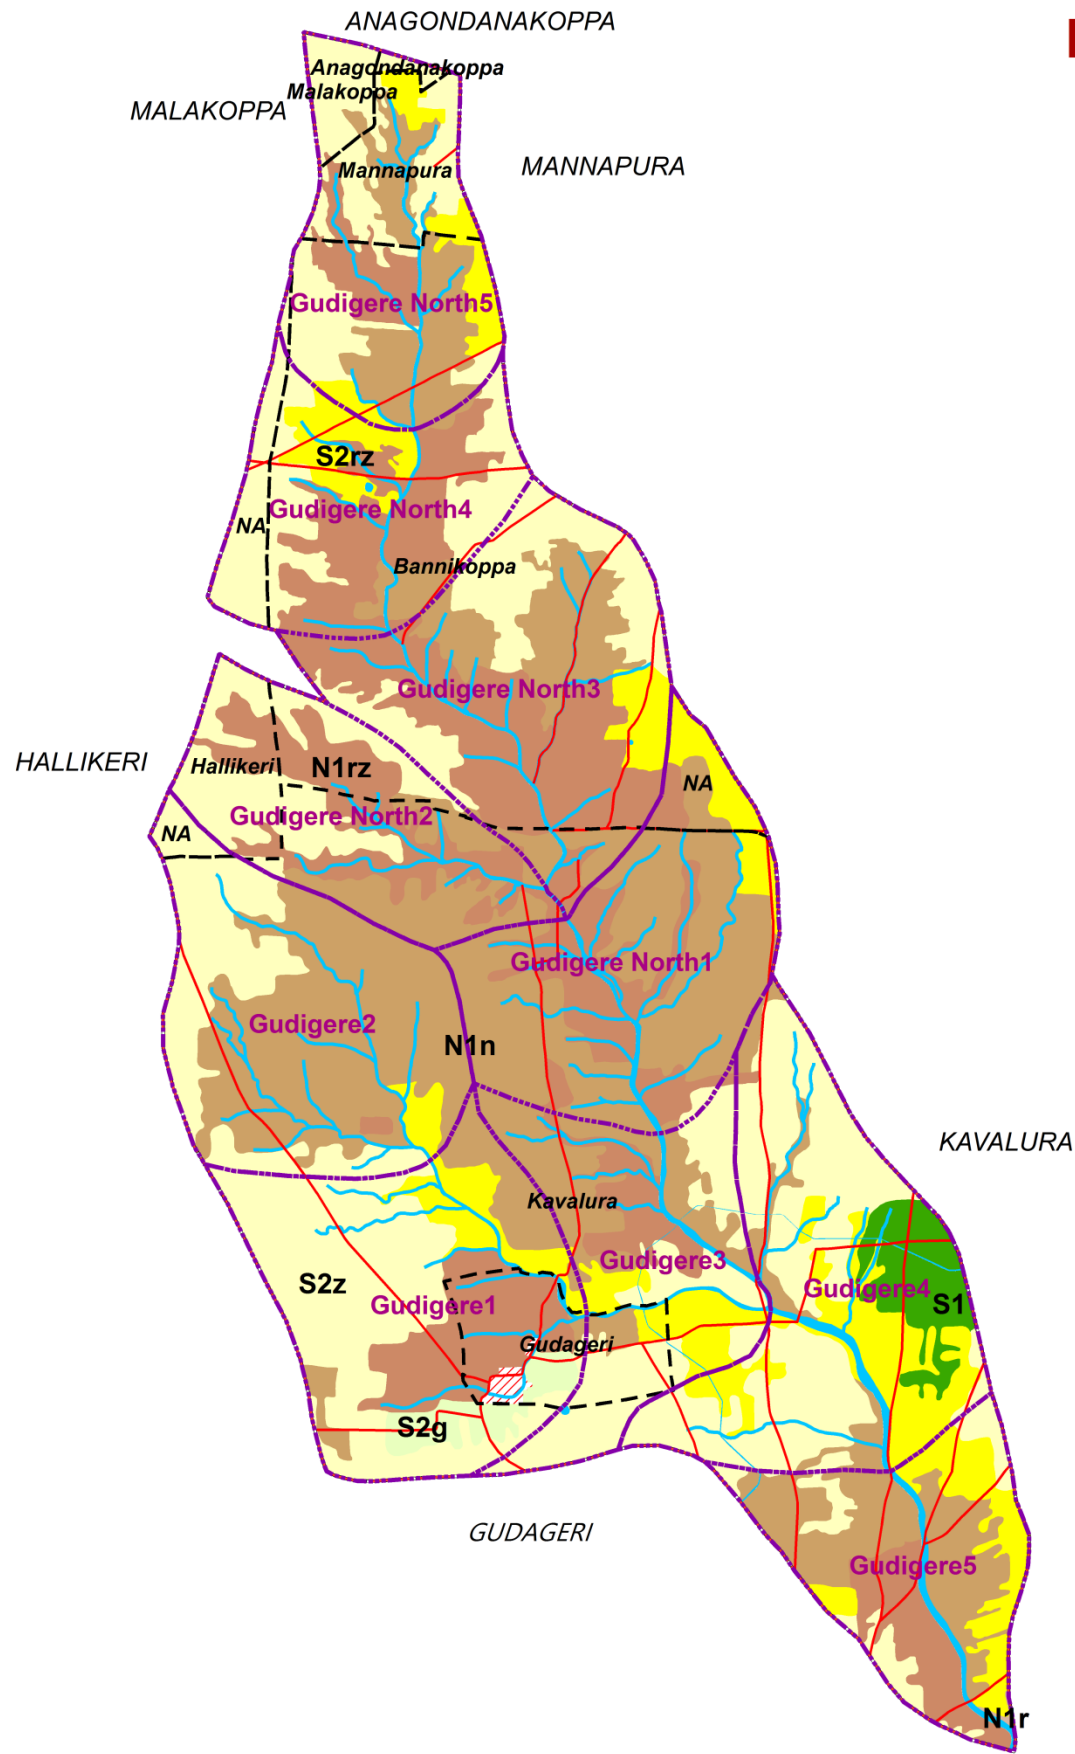 ANAGONDANAKOPPA
Anagondanakoppa
Malakoppa
MALAKOPPA
MANNAPURA
Mannapura
Gudigere North5
S2rz
Gudigere North4
NA
Bannikoppa
Gudigere North3
HALLIKERI
Hallikeri
N1rz
NA
Gudigere North2
NA
Gudigere North1
Gudigere2
N1n
KAVALURA
Kavalura
Gudigere3
S2z
Gudigere4
Gudigere1
S1
Gudageri
S2g
GUDAGERI
Gudigere5
N1r